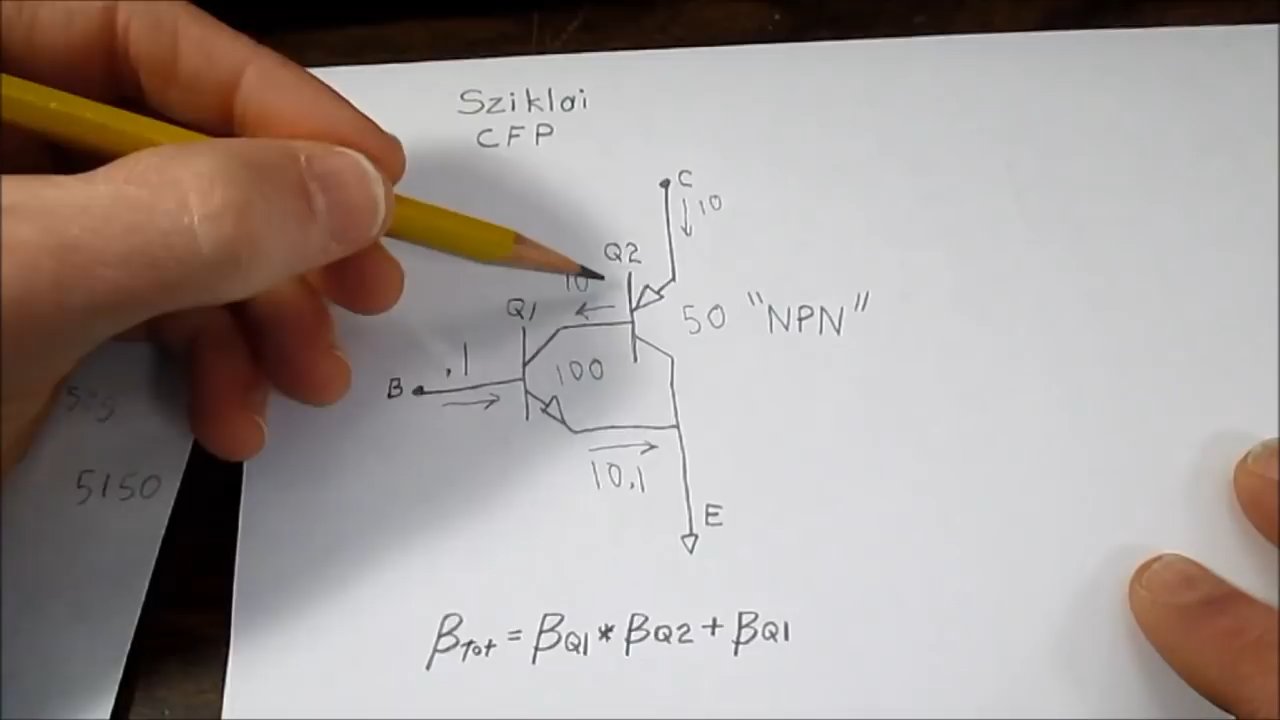 Sziklai
CFP
C
10
Q2
10
Q1
50 "NPN"
.1
100
B
10.1
E
5150
βTot = βQ1 * βQ2 + βQ1